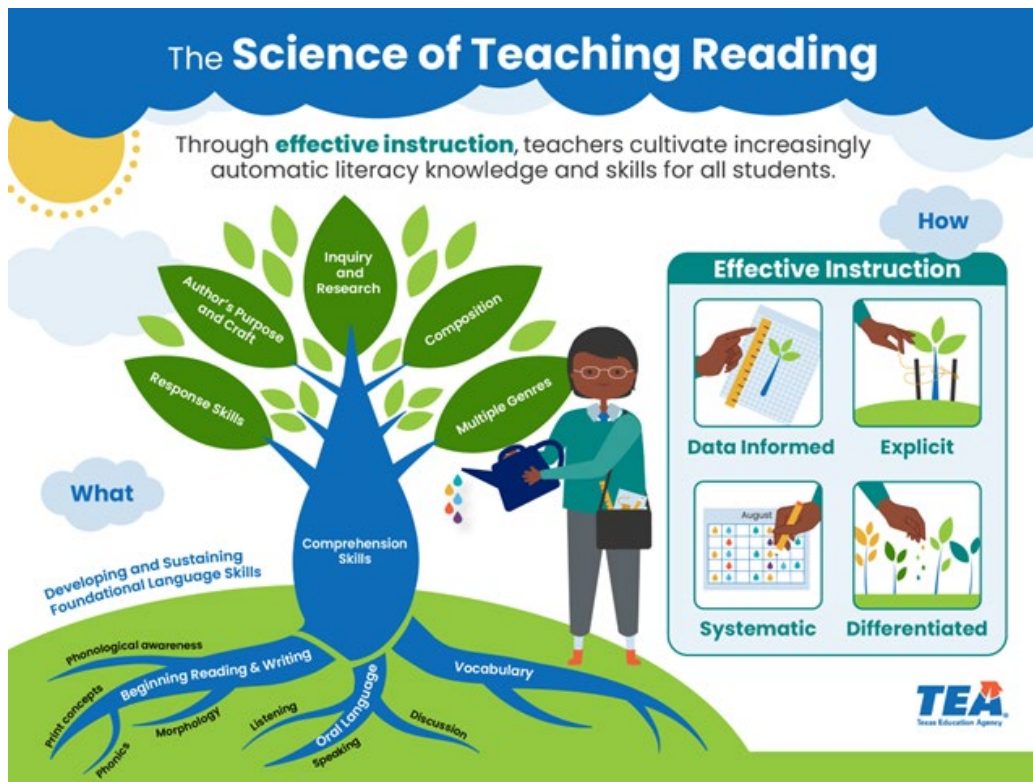 The Science of Teaching Reading
Through effective instruction, teachers cultivate increasingly
automatic literacy knowledge and skills for all students.
How
Effective Instruction
Data Informed
Explicit
August
Systematic
Differentiated
Inquiry
and
Research
Author's Purpose
and Craft
Composition
Response Skills
Multiple Genres
What
Comprehension
Skills
Developing and Sustaining
Foundational Language Skills
Phonological awareness
Beginning Reading & Writing
Print concepts
Phonics
Morphology
Listening
Oral Language
Speaking
Discussion
Vocabulary
TEA
Texas Education Agency